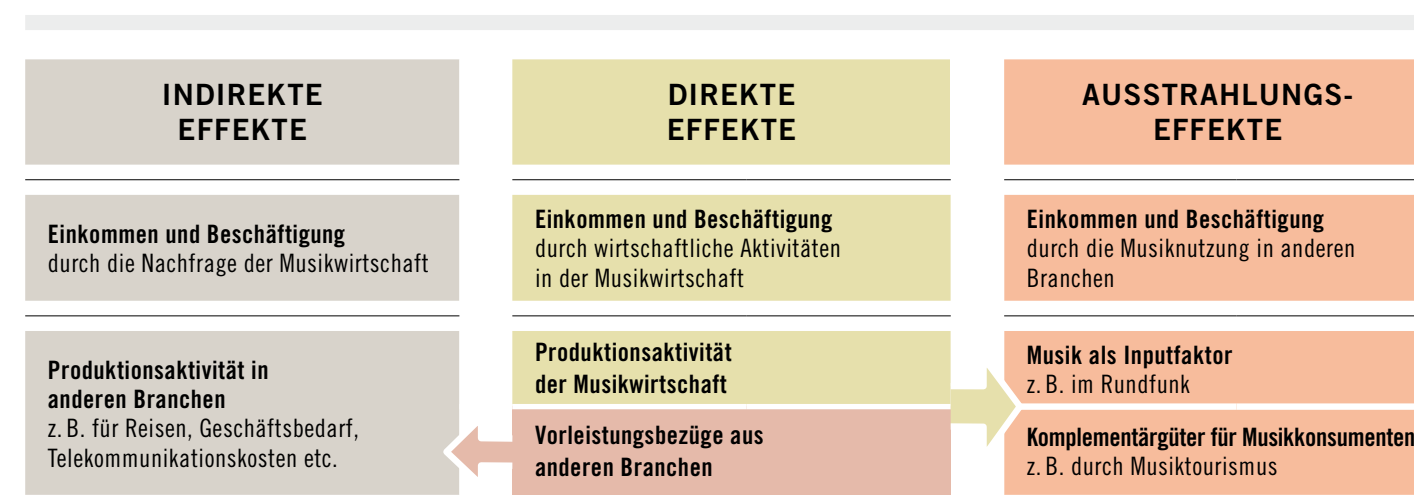 INDIREKTE
EFFEKTE
Einkommen und Beschäftigung
durch die Nachfrage der Musikwirtschaft
Produktionsaktivität in
anderen Branchen
z. B. für Reisen, Geschäftsbedarf,
Telekommunikationskosten etc.
DIREKTE
EFFEKTE
Einkommen und Beschäftigung
durch wirtschaftliche Aktivitäten
in der Musikwirtschaft
Produktionsaktivität
der Musikwirtschaft
Vorleistungsbezüge aus
anderen Branchen
AUSSTRAHLUNGS-
EFFEKTE
Einkommen und Beschäftigung
durch die Musiknutzung in anderen
Branchen
Musik als Inputfaktor
z. B. im Rundfunk
Komplementärgüter für Musikkonsumenten
z. B. durch Musiktourismus